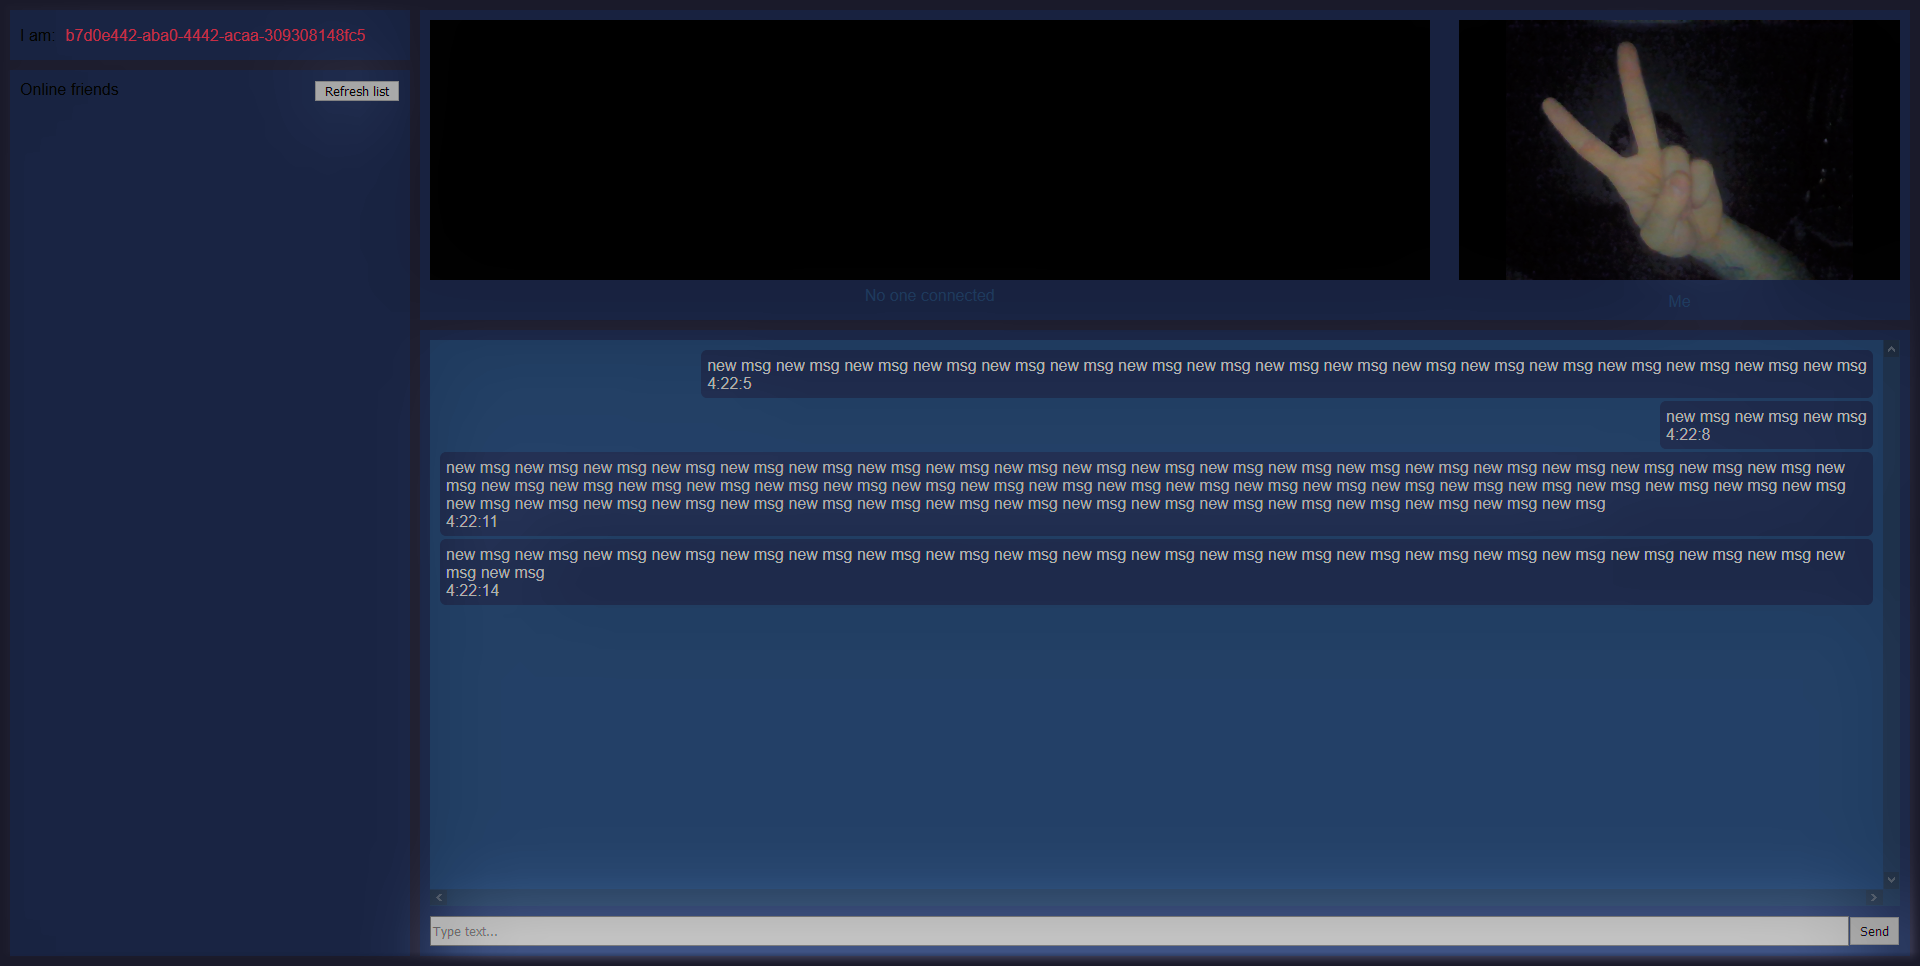 I am: b7d0e442-aba0-4442-acaa-309308148fc5
Online friends
Refresh list
No one connected
Me
new msg new msg new msg new msg new msg new msg new msg new msg new msg new msg new msg new msg new msg new msg new msg new msg new msg
4:22:5
new msg new msg new msg
4:22:8
new msg new msg new msg new msg new msg new msg new msg new msg new msg new msg new msg new msg new msg new msg new msg new msg new msg new msg new msg new msg new
msg new msg new msg new msg new msg new msg new msg new msg new msg new msg new msg new msg new msg new msg new msg new msg new msg new msg new msg new msg new msg
new msg new msg new msg new msg new msg new msg new msg new msg new msg new msg new msg new msg new msg new msg new msg new msg new msg
4:22:11
new msg new msg new msg new msg new msg new msg new msg new msg new msg new msg new msg new msg new msg new msg new msg new msg new msg new msg new msg new msg new
msg new msg
4:22:14
Type text...
Send